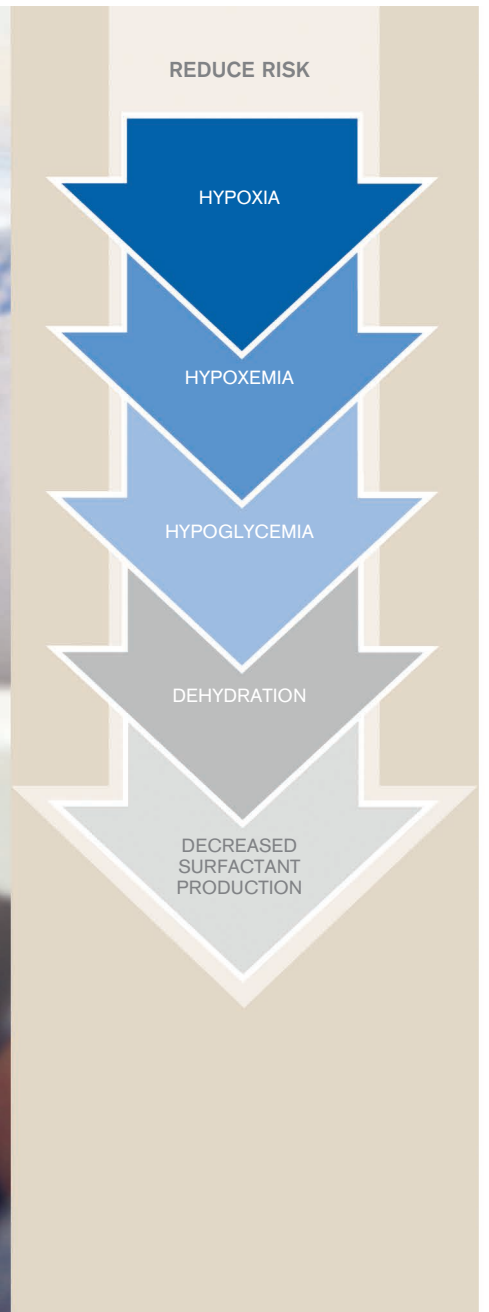 REDUCE RISK
HYPOXIA
HYPOXEMIA
HYPOGLYCEMIA
DEHYDRATION
DECREASED
SURFACTANT
PRODUCTION